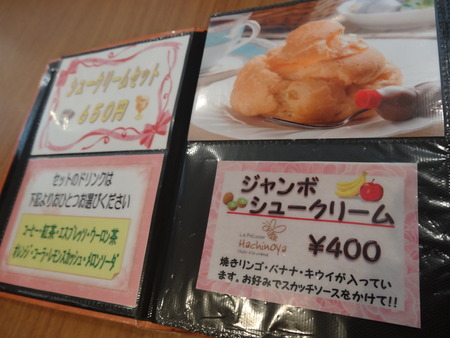 シュークリームセット
650円
セットのドリンクは
下記よりおひとつお選びください
コーヒー・紅茶・エスプレッソ・ウーロン茶
オレンジ・コーラ・レモンスカッシュ・メロンソーダ
ジャンボ
シュークリーム
Hachinoya
¥400
焼きリンゴ・バナナ・キウイが入ってい
ます。お好みでスカッチソースをかけて!!